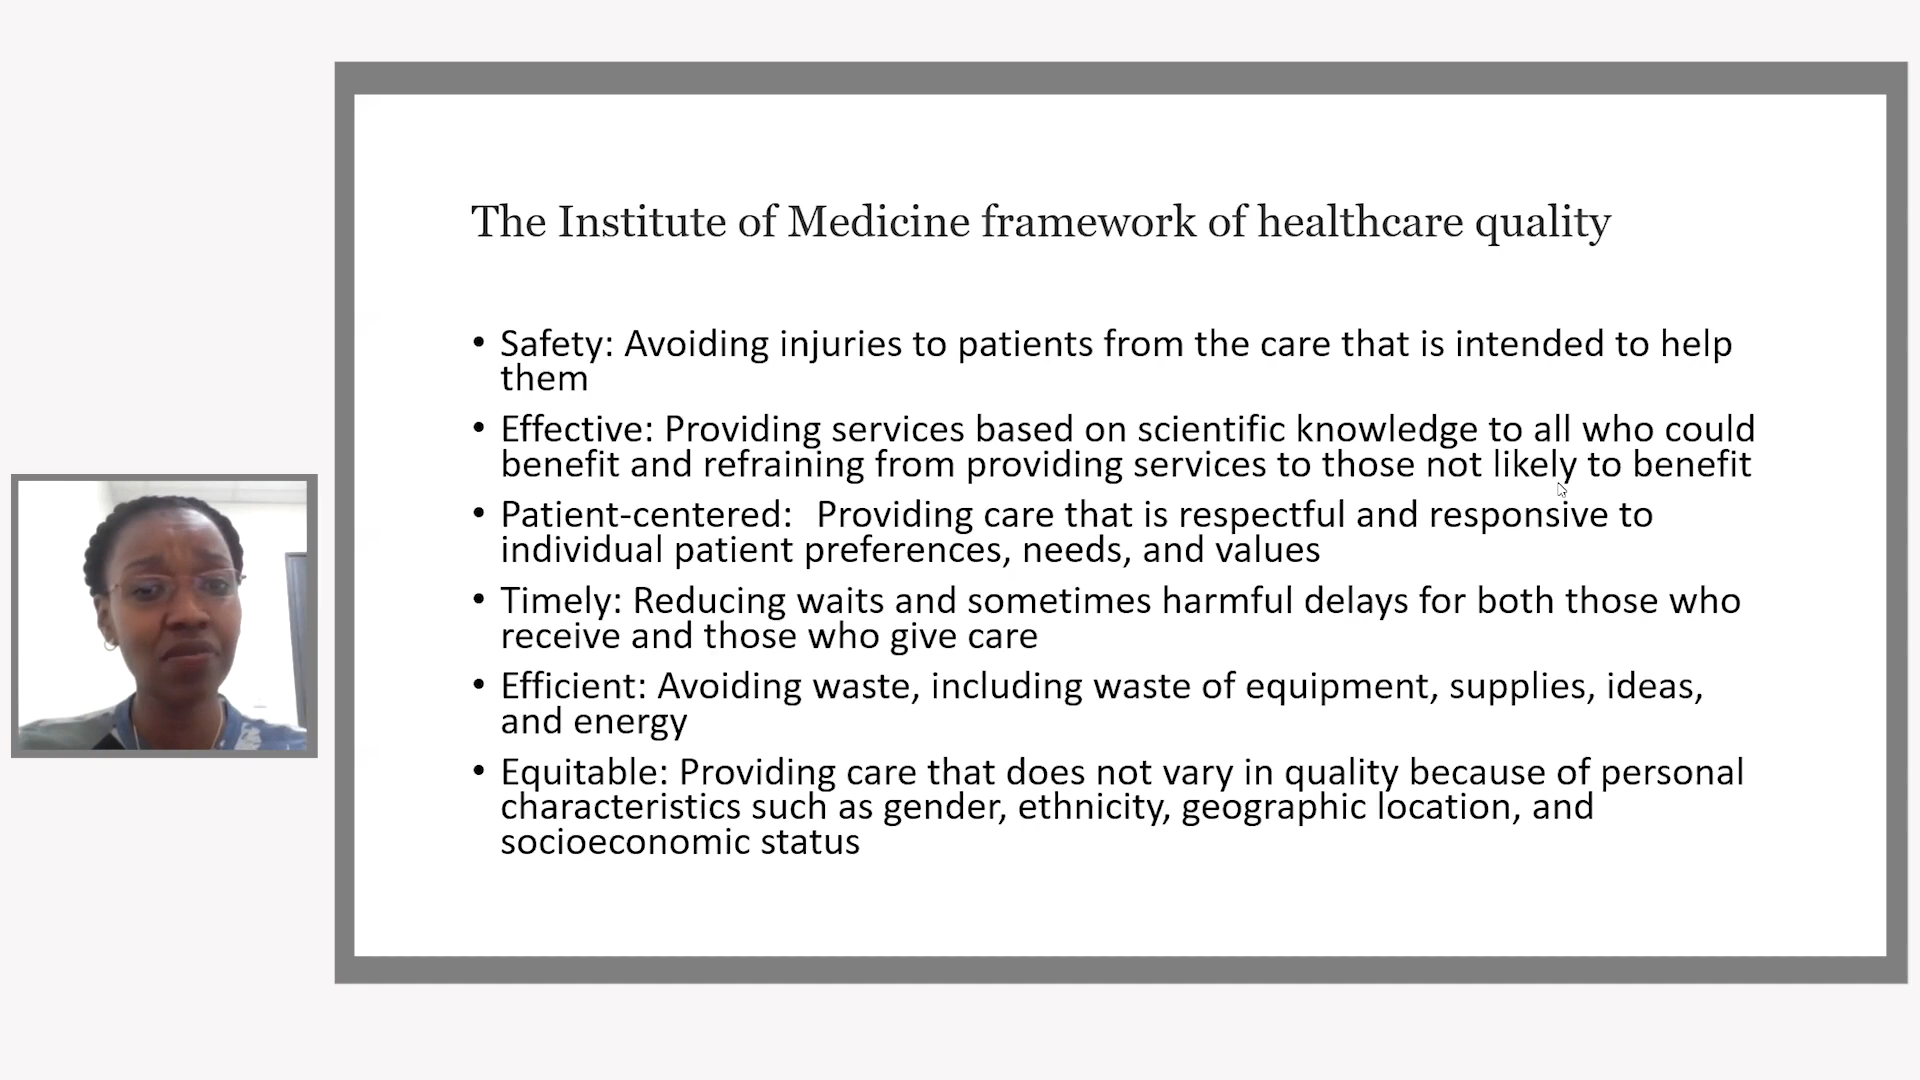 The Institute of Medicine framework of healthcare quality
• Safety: Avoiding injuries to patients from the care that is intended to help
them
• Effective: Providing services based on scientific knowledge to all who could
benefit and refraining from providing services to those not likely to benefit
• Patient-centered:  Providing care that is respectful and responsive to
individual patient preferences, needs, and values
• Timely: Reducing waits and sometimes harmful delays for both those who
receive and those who give care
• Efficient: Avoiding waste, including waste of equipment, supplies, ideas,
and energy
• Equitable: Providing care that does not vary in quality because of personal
characteristics such as gender, ethnicity, geographic location, and
socioeconomic status